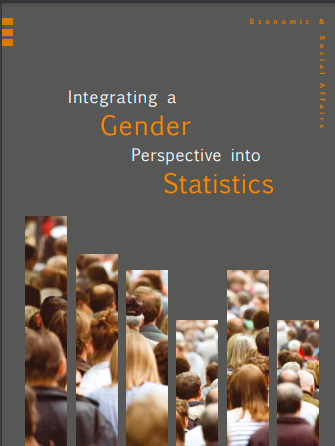 Economic &
Social Affairs
Integrating a
Gender
Perspective into
Statistics